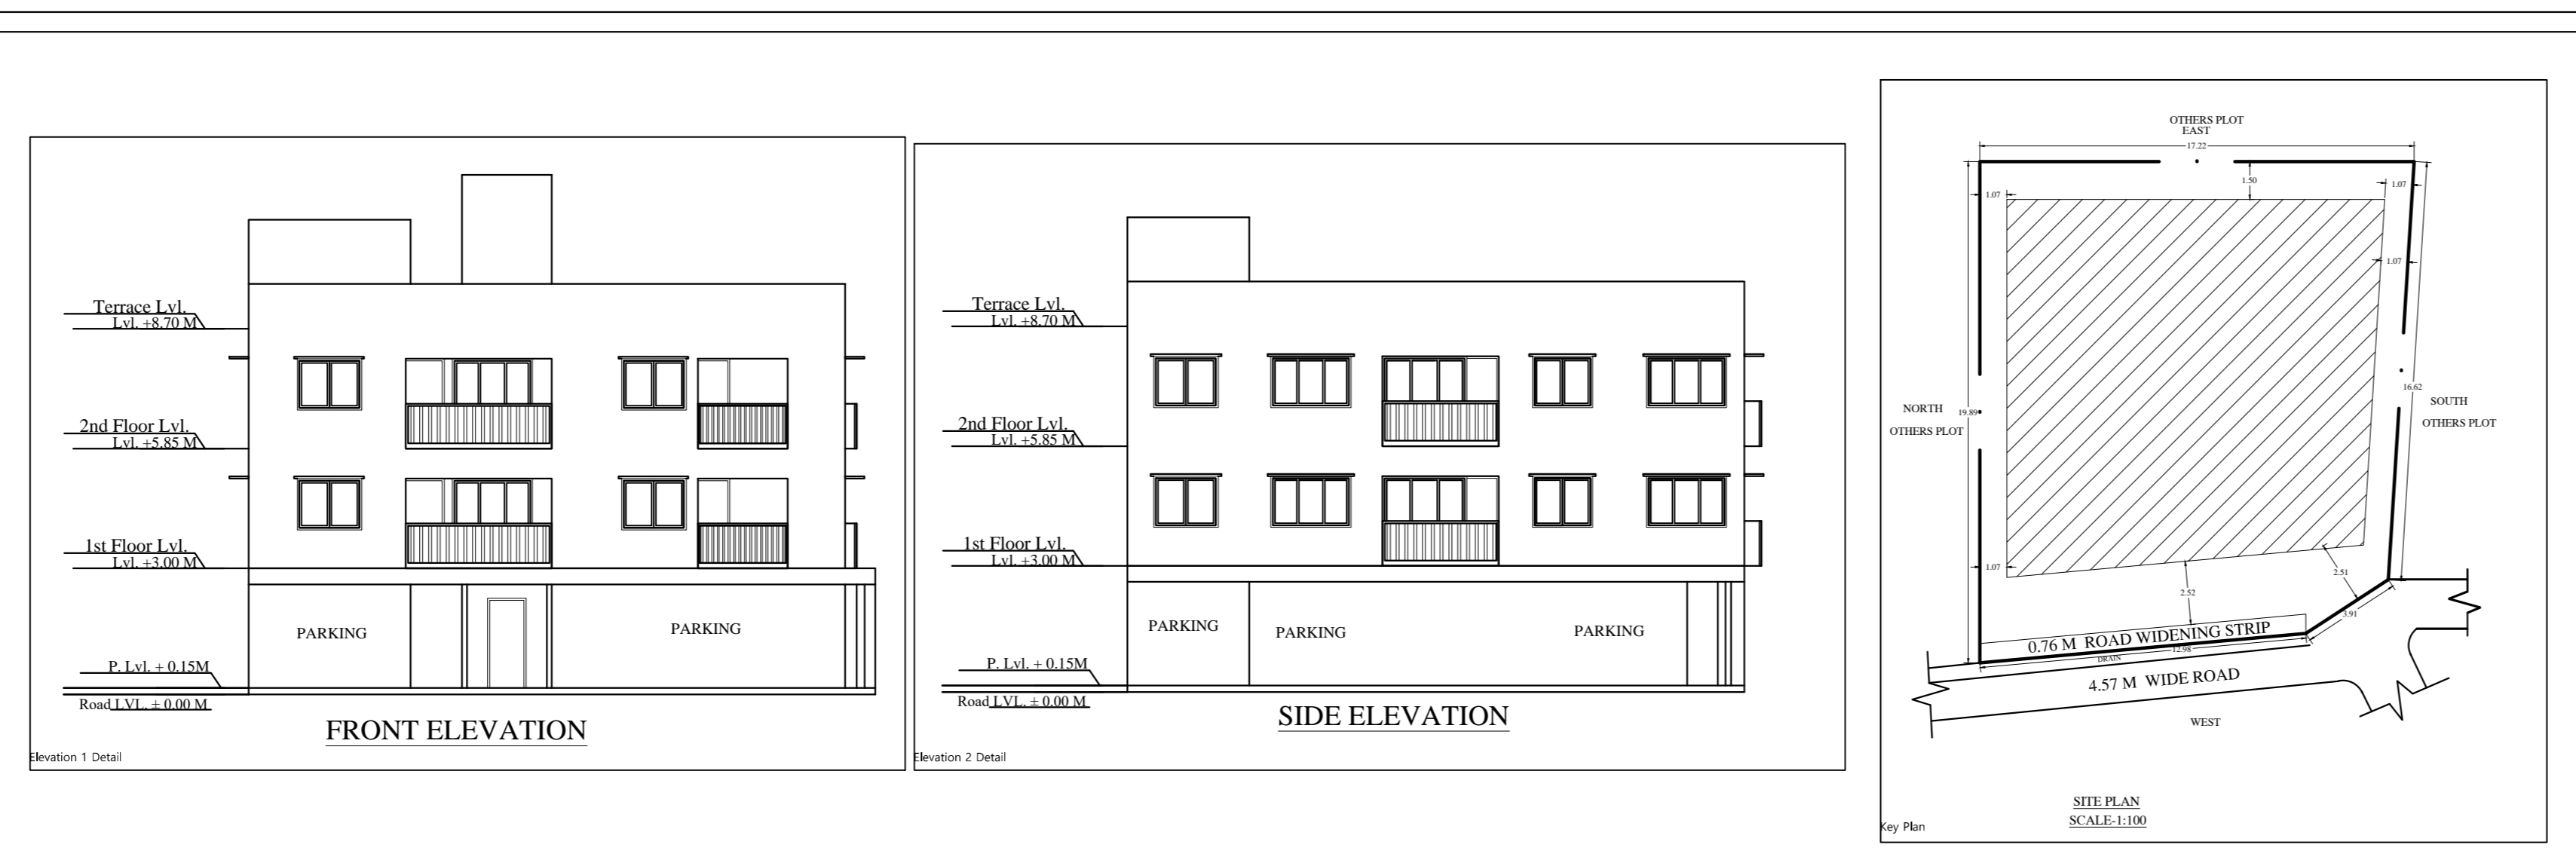 Terrace Lvl.
Lvl. +8.70 M
2nd Floor Lvl.
Lvl. +5.85 M
1st Floor Lvl.
Lvl. +3.00 M
PARKING
PARKING
P. Lvl. + 0.15M
Road LVL. ± 0.00 M
FRONT ELEVATION
Elevation 1 Detail
Terrace Lvl.
Lvl. +8.70 M
2nd Floor Lvl.
Lvl. +5.85 M
1st Floor Lvl.
Lvl. +3.00 M
PARKING
PARKING
PARKING
P. Lvl. + 0.15M
Road LVL. ± 0.00 M
SIDE ELEVATION
Elevation 2 Detail
OTHERS PLOT
EAST
17.22
1.50
1.07
1.07
1.07
16.62
NORTH
19.89
OTHERS PLOT
SOUTH
OTHERS PLOT
1.07
2.51
2.52
3.91
0.76 M ROAD WIDENING STRIP
12.98
DRAIN
4.57 M WIDE ROAD
WEST
SITE PLAN
SCALE-1:100
Key Plan